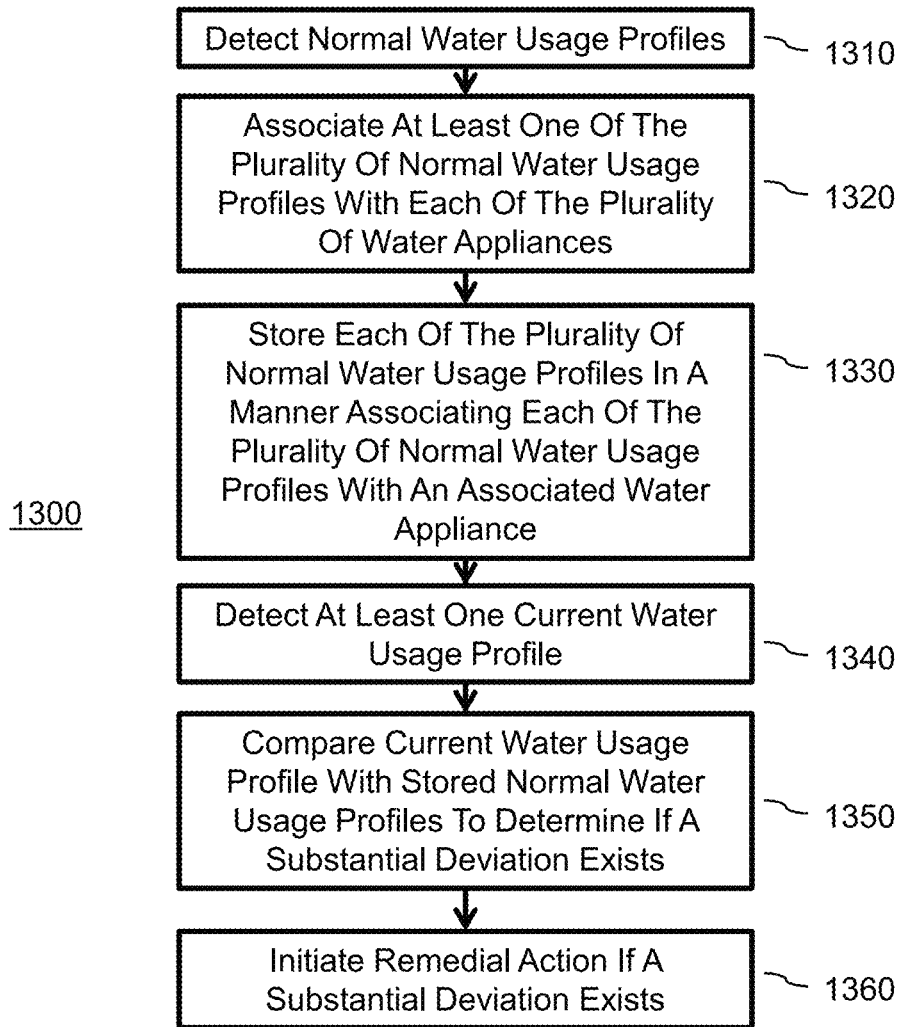 Detect Normal Water Usage Profiles
1310
Associate At Least One Of The
Plurality Of Normal Water Usage
Profiles With Each Of The Plurality
Of Water Appliances
1320
Store Each Of The Plurality Of
Normal Water Usage Profiles In A
Manner Associating Each Of The
Plurality Of Normal Water Usage
Profiles With An Associated Water
Appliance
1330
1300
Detect At Least One Current Water
Usage Profile
1340
Compare Current Water Usage
Profile With Stored Normal Water
Usage Profiles To Determine If A
Substantial Deviation Exists
1350
Initiate Remedial Action If A
Substantial Deviation Exists
1360